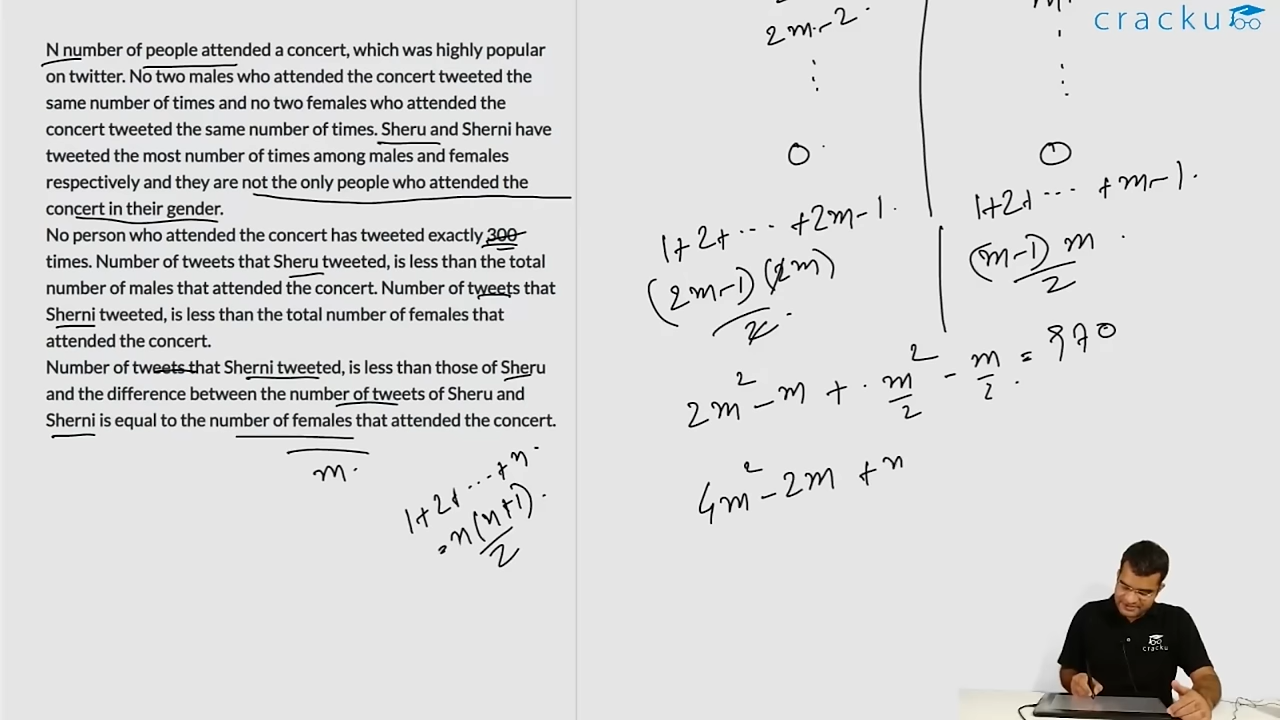 N number of people attended a concert, which was highly popular
on twitter. No two males who attended the concert tweeted the
same number of times and no two females who attended the
concert tweeted the same number of times. Sheru and Sherni have
tweeted the most number of times among males and females
respectively and they are not the only people who attended the
concert in their gender.
No person who attended the concert has tweeted exactly 300
times. Number of tweets that Sheru tweeted, is less than the total
number of males that attended the concert. Number of tweets that
Sherni tweeted, is less than the total number of females that
attended the concert.
Number of tweets that Sherni tweeted, is less than those of Sheru
and the difference between the number of tweets of Sheru and
Sherni is equal to the number of females that attended the concert.
m.
1+2+ ... +n.
= n(n+1).
2
cracku
2m-2.
0.
0
1+2+ ... +2m-1.
1+2+ ... +m-1.
(2m-1)(2m)
2.
(m-1)m.
2
2m² - m + m²/2 - m/2 = 970
4m² - 2m + m
cracku